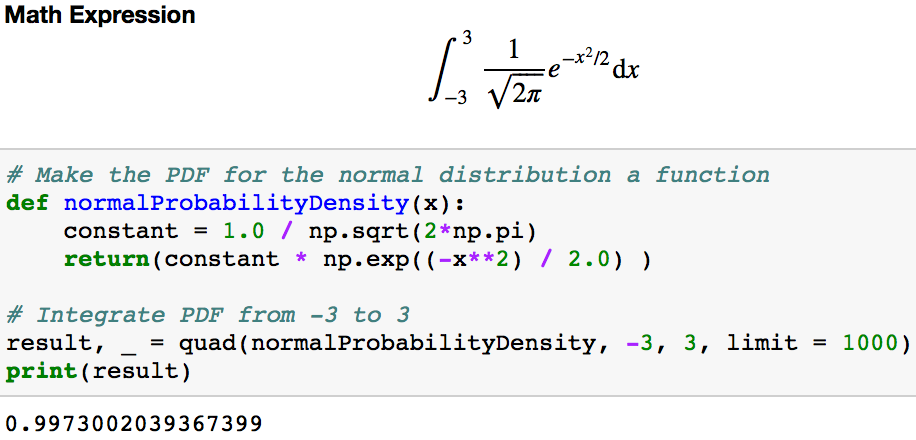 Math Expression
∫_{-3}^{3} \frac{1}{\sqrt{2π}} e^{−x²/2} dx
# Make the PDF for the normal distribution a function
def normalProbabilityDensity(x):
    constant = 1.0 / np.sqrt(2*np.pi)
    return(constant * np.exp((-x**2) / 2.0) )
# Integrate PDF from -3 to 3
result, _ = quad(normalProbabilityDensity, -3, 3, limit = 1000)
print(result)
0.9973002039367399